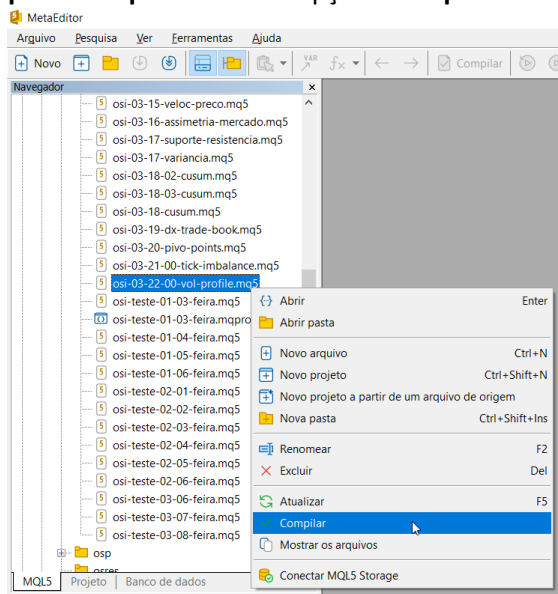 MetaEditor
Arquivo Pesquisa Ver Ferramentas Ajuda
Novo VAR Compilar
Navegador
osi-03-15-veloc-preco.mq5
osi-03-16-assimetria-mercado.mq5
osi-03-17-suporte-resistencia.mq5
osi-03-17-variancia.mq5
osi-03-18-02-cusum.mq5
osi-03-18-03-cusum.mq5
osi-03-18-cusum.mq5
osi-03-19-dx-trade-book.mq5
osi-03-20-pivo-points.mq5
osi-03-21-00-tick-imbalance.mq5
osi-03-22-00-vol-profile.mq5
osi-teste-01-03-feira.mq5
osi-teste-01-03-feira.mqpro
osi-teste-01-04-feira.mq5
osi-teste-01-05-feira.mq5
osi-teste-01-06-feira.mq5
osi-teste-02-01-feira.mq5
osi-teste-02-02-feira.mq5
osi-teste-02-03-feira.mq5
osi-teste-02-04-feira.mq5
osi-teste-02-05-feira.mq5
osi-teste-02-06-feira.mq5
osi-teste-03-06-feira.mq5
osi-teste-03-07-feira.mq5
osi-teste-03-08-feira.mq5
osp
osres
Abrir Enter
Abrir pasta
Novo arquivo Ctrl+N
Novo projeto Ctrl+Shift+N
Novo projeto a partir de um arquivo de origem
Nova pasta Ctrl+Shift+Ins
Renomear F2
Excluir Del
Atualizar F5
Compilar
Mostrar os arquivos
Conectar MQL5 Storage
MQL5 Projeto Banco de dados